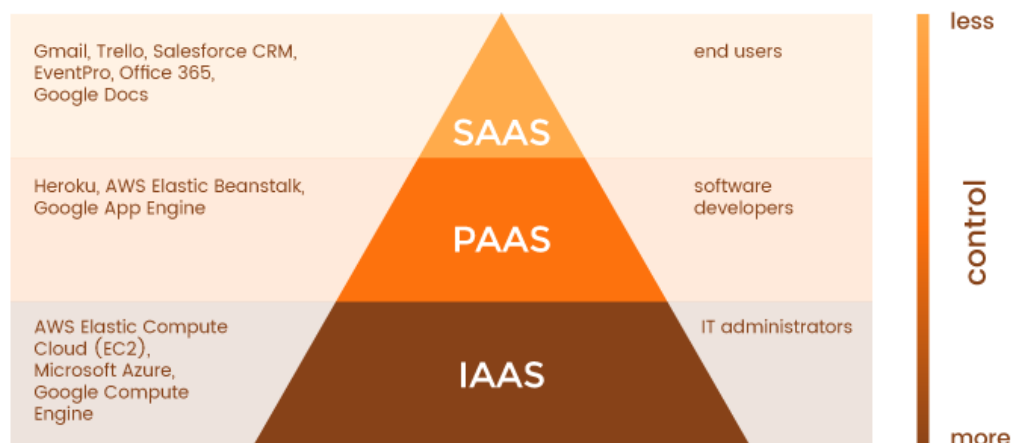 less
Gmail, Trello, Salesforce CRM,
EventPro, Office 365,
Google Docs
SAAS
end users
Heroku, AWS Elastic Beanstalk,
Google App Engine
PAAS
software
developers
control
AWS Elastic Compute
Cloud (EC2),
Microsoft Azure,
Google Compute
Engine
IAAS
IT administrators
more